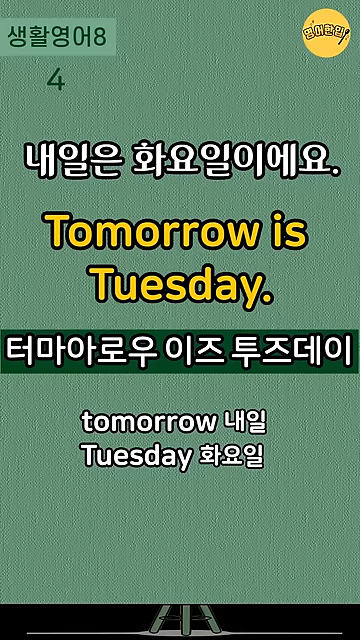 생활영어8
영어한입
4
내일은 화요일이에요.
Tomorrow is
Tuesday.
터마아로우 이즈 투즈데이
tomorrow 내일
Tuesday 화요일